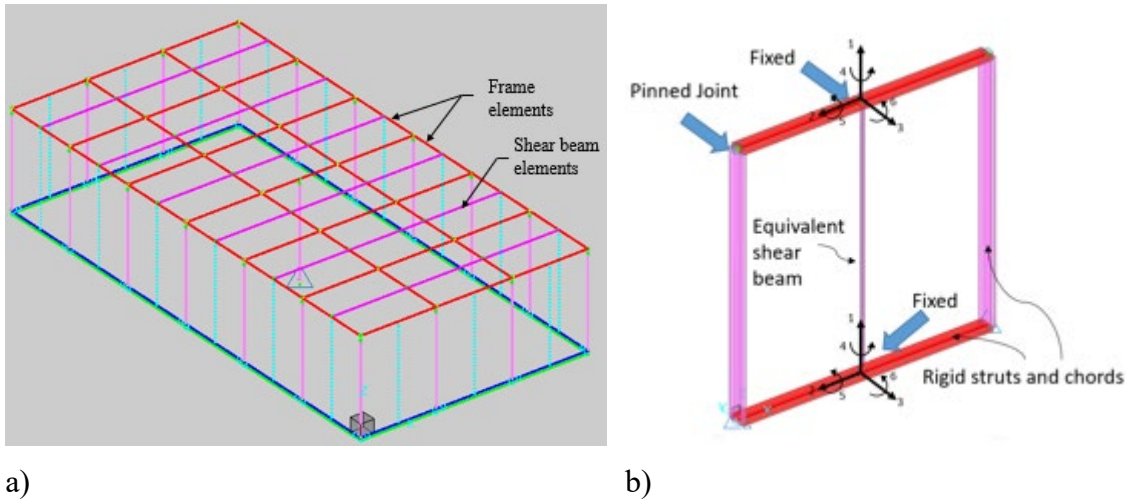 Frame
elements
Shear beam
elements
Z
a)
Fixed
Pinned Joint
1
4
2
5
6
3
Equivalent
shear
beam
Fixed
1
4
2
5
6
3
Rigid struts and chords
Y
X
b)